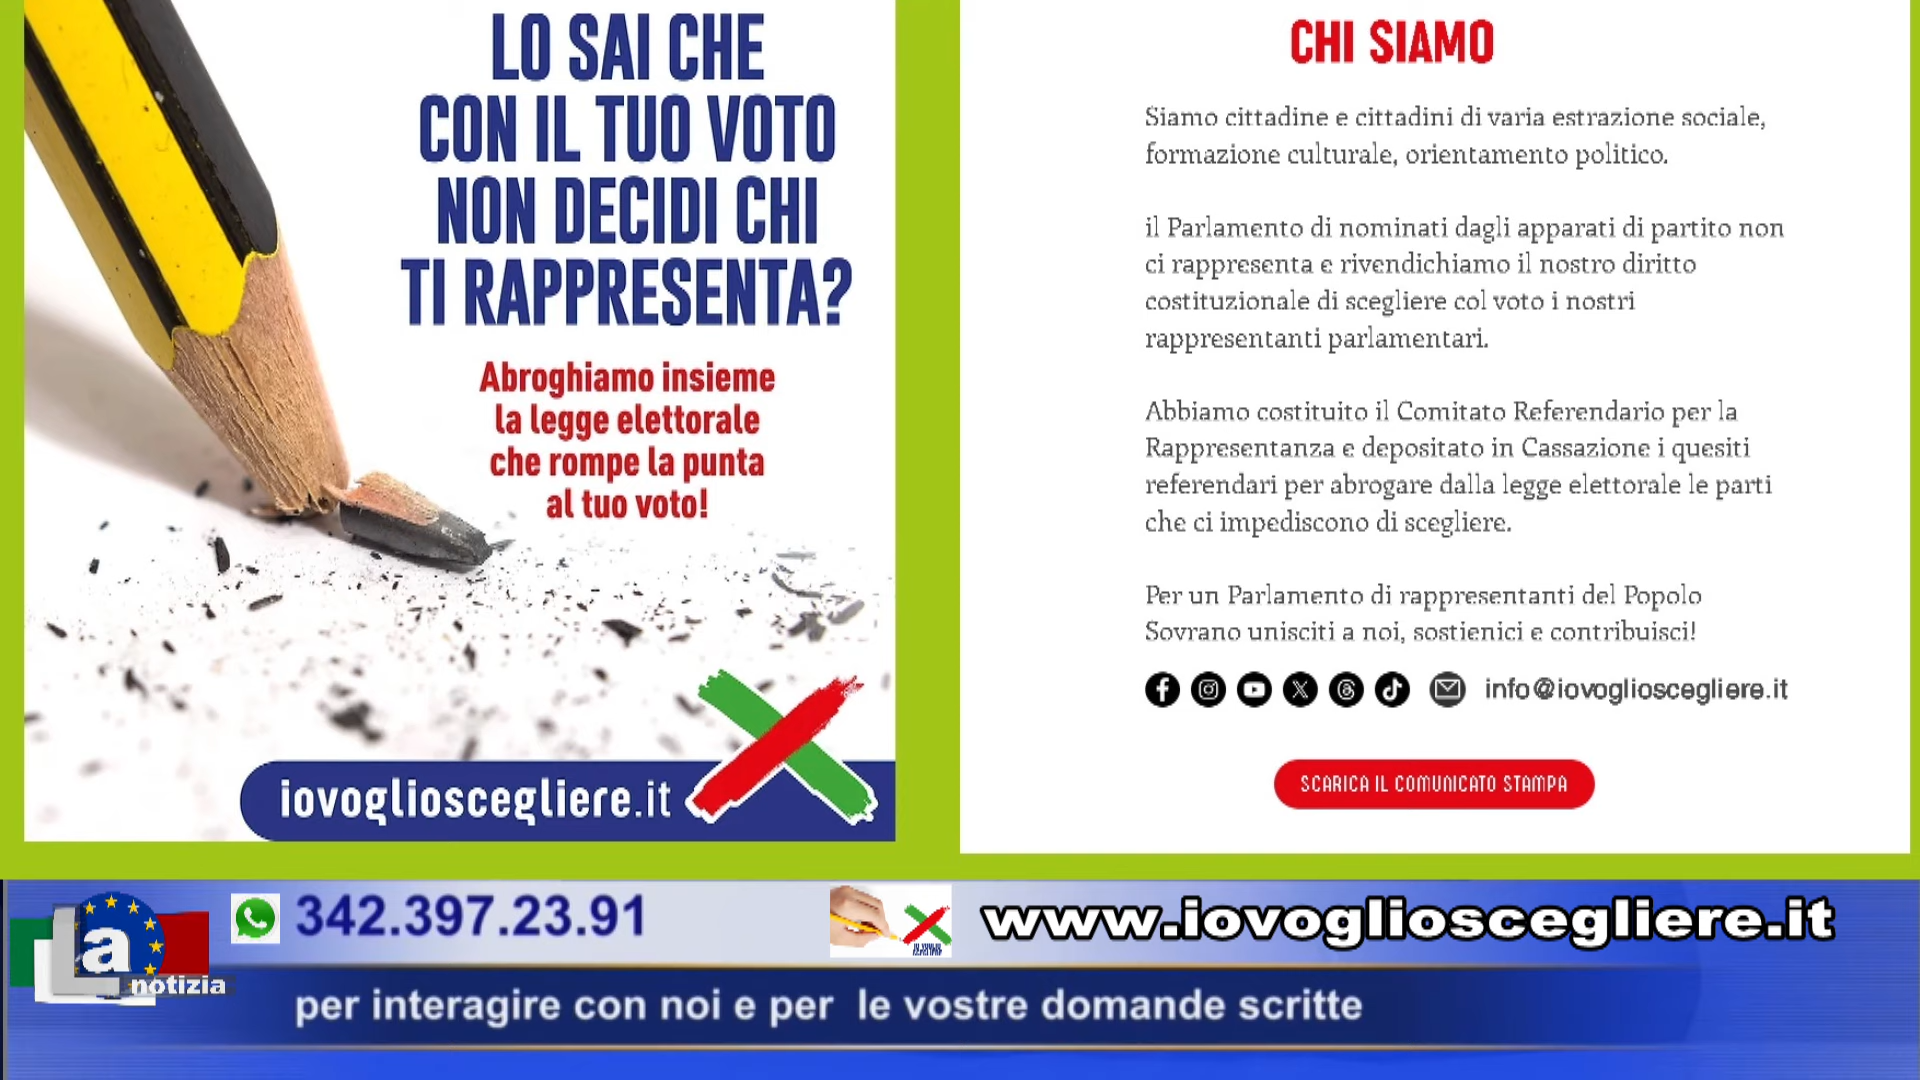 LO SAI CHE
CON IL TUO VOTO
NON DECIDI CHI
TI RAPPRESENTA?
Abroghiamo insieme
la legge elettorale
che rompe la punta
al tuo voto!
iovoglioscegliere.it
CHI SIAMO
Siamo cittadine e cittadini di varia estrazione sociale,
formazione culturale, orientamento politico.
il Parlamento di nominati dagli apparati di partito non
ci rappresenta e rivendichiamo il nostro diritto
costituzionale di scegliere col voto i nostri
rappresentanti parlamentari.
Abbiamo costituito il Comitato Referendario per la
Rappresentanza e depositato in Cassazione i quesiti
referendari per abrogare dalla legge elettorale le parti
che ci impediscono di scegliere.
Per un Parlamento di rappresentanti del Popolo
Sovrano unisciti a noi, sostienici e contribuisci!
info@iovoglioscegliere.it
SCARICA IL COMUNICATO STAMPA
La notizia
342.397.23.91
www.iovoglioscegliere.it
per interagire con noi e per le vostre domande scritte